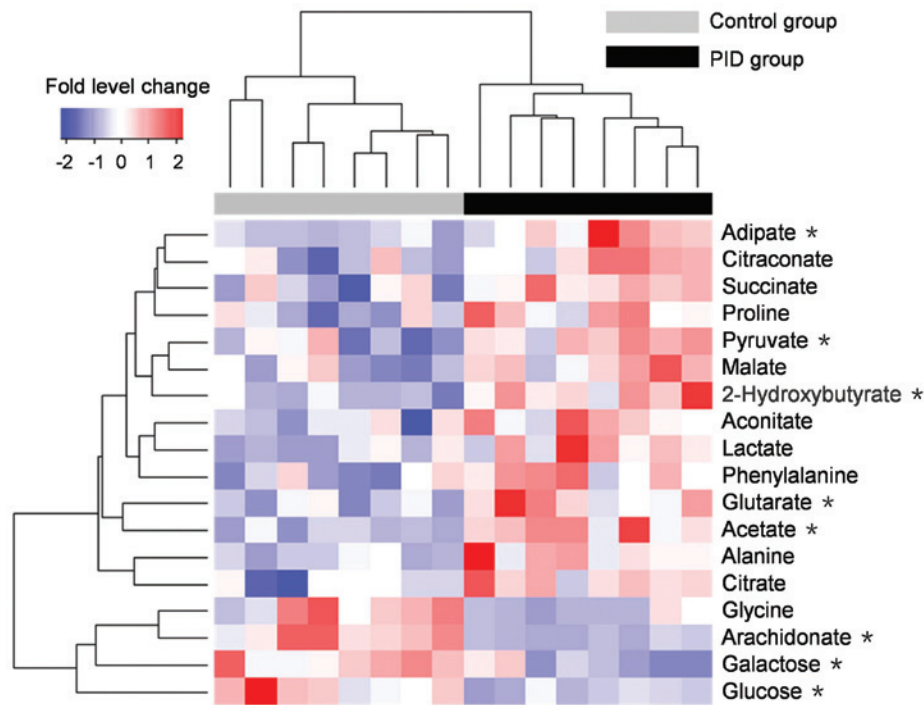 Control group
PID group
Fold level change
-2 -1 0 1 2
Adipate *
Citraconate
Succinate
Proline
Pyruvate *
Malate
2-Hydroxybutyrate *
Aconitate
Lactate
Phenylalanine
Glutarate *
Acetate *
Alanine
Citrate
Glycine
Arachidonate *
Galactose *
Glucose *